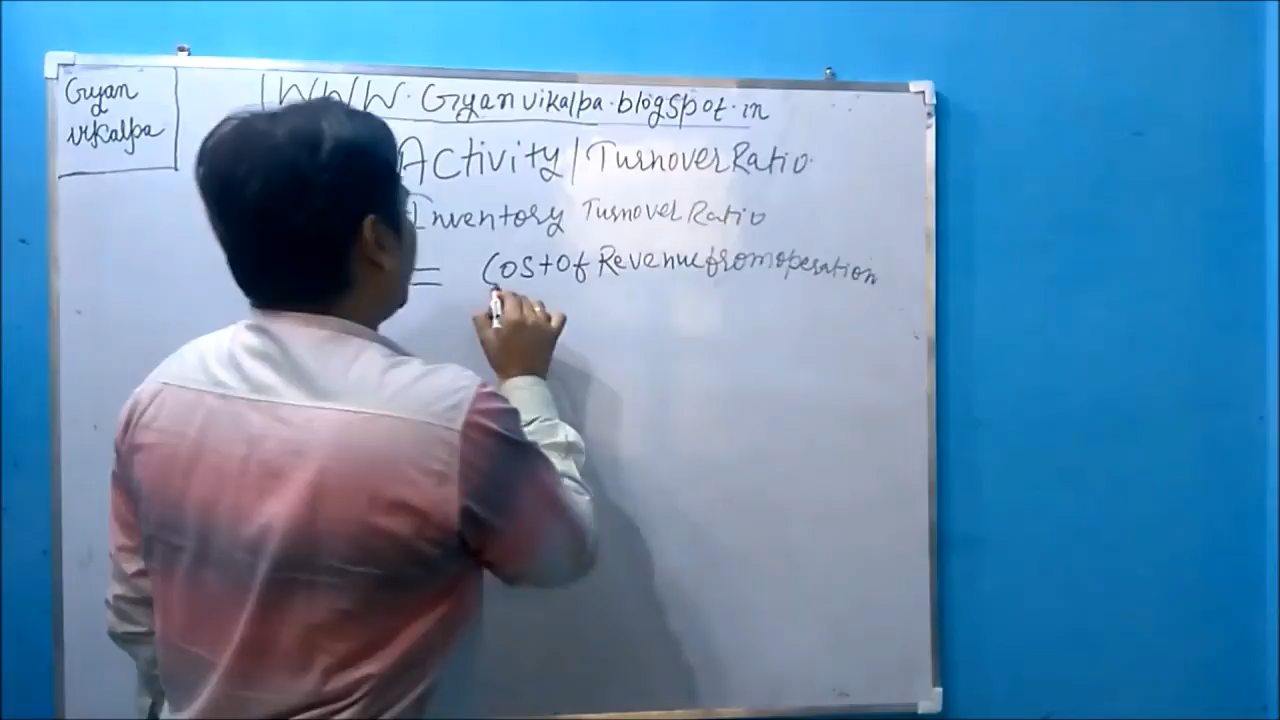 Gyan
vikalpa
WWW.Gyanvikalpa.blogspot.in
Activity/Turnover Ratio
Inventory Turnover Ratio
= Cost of Revenue from operation